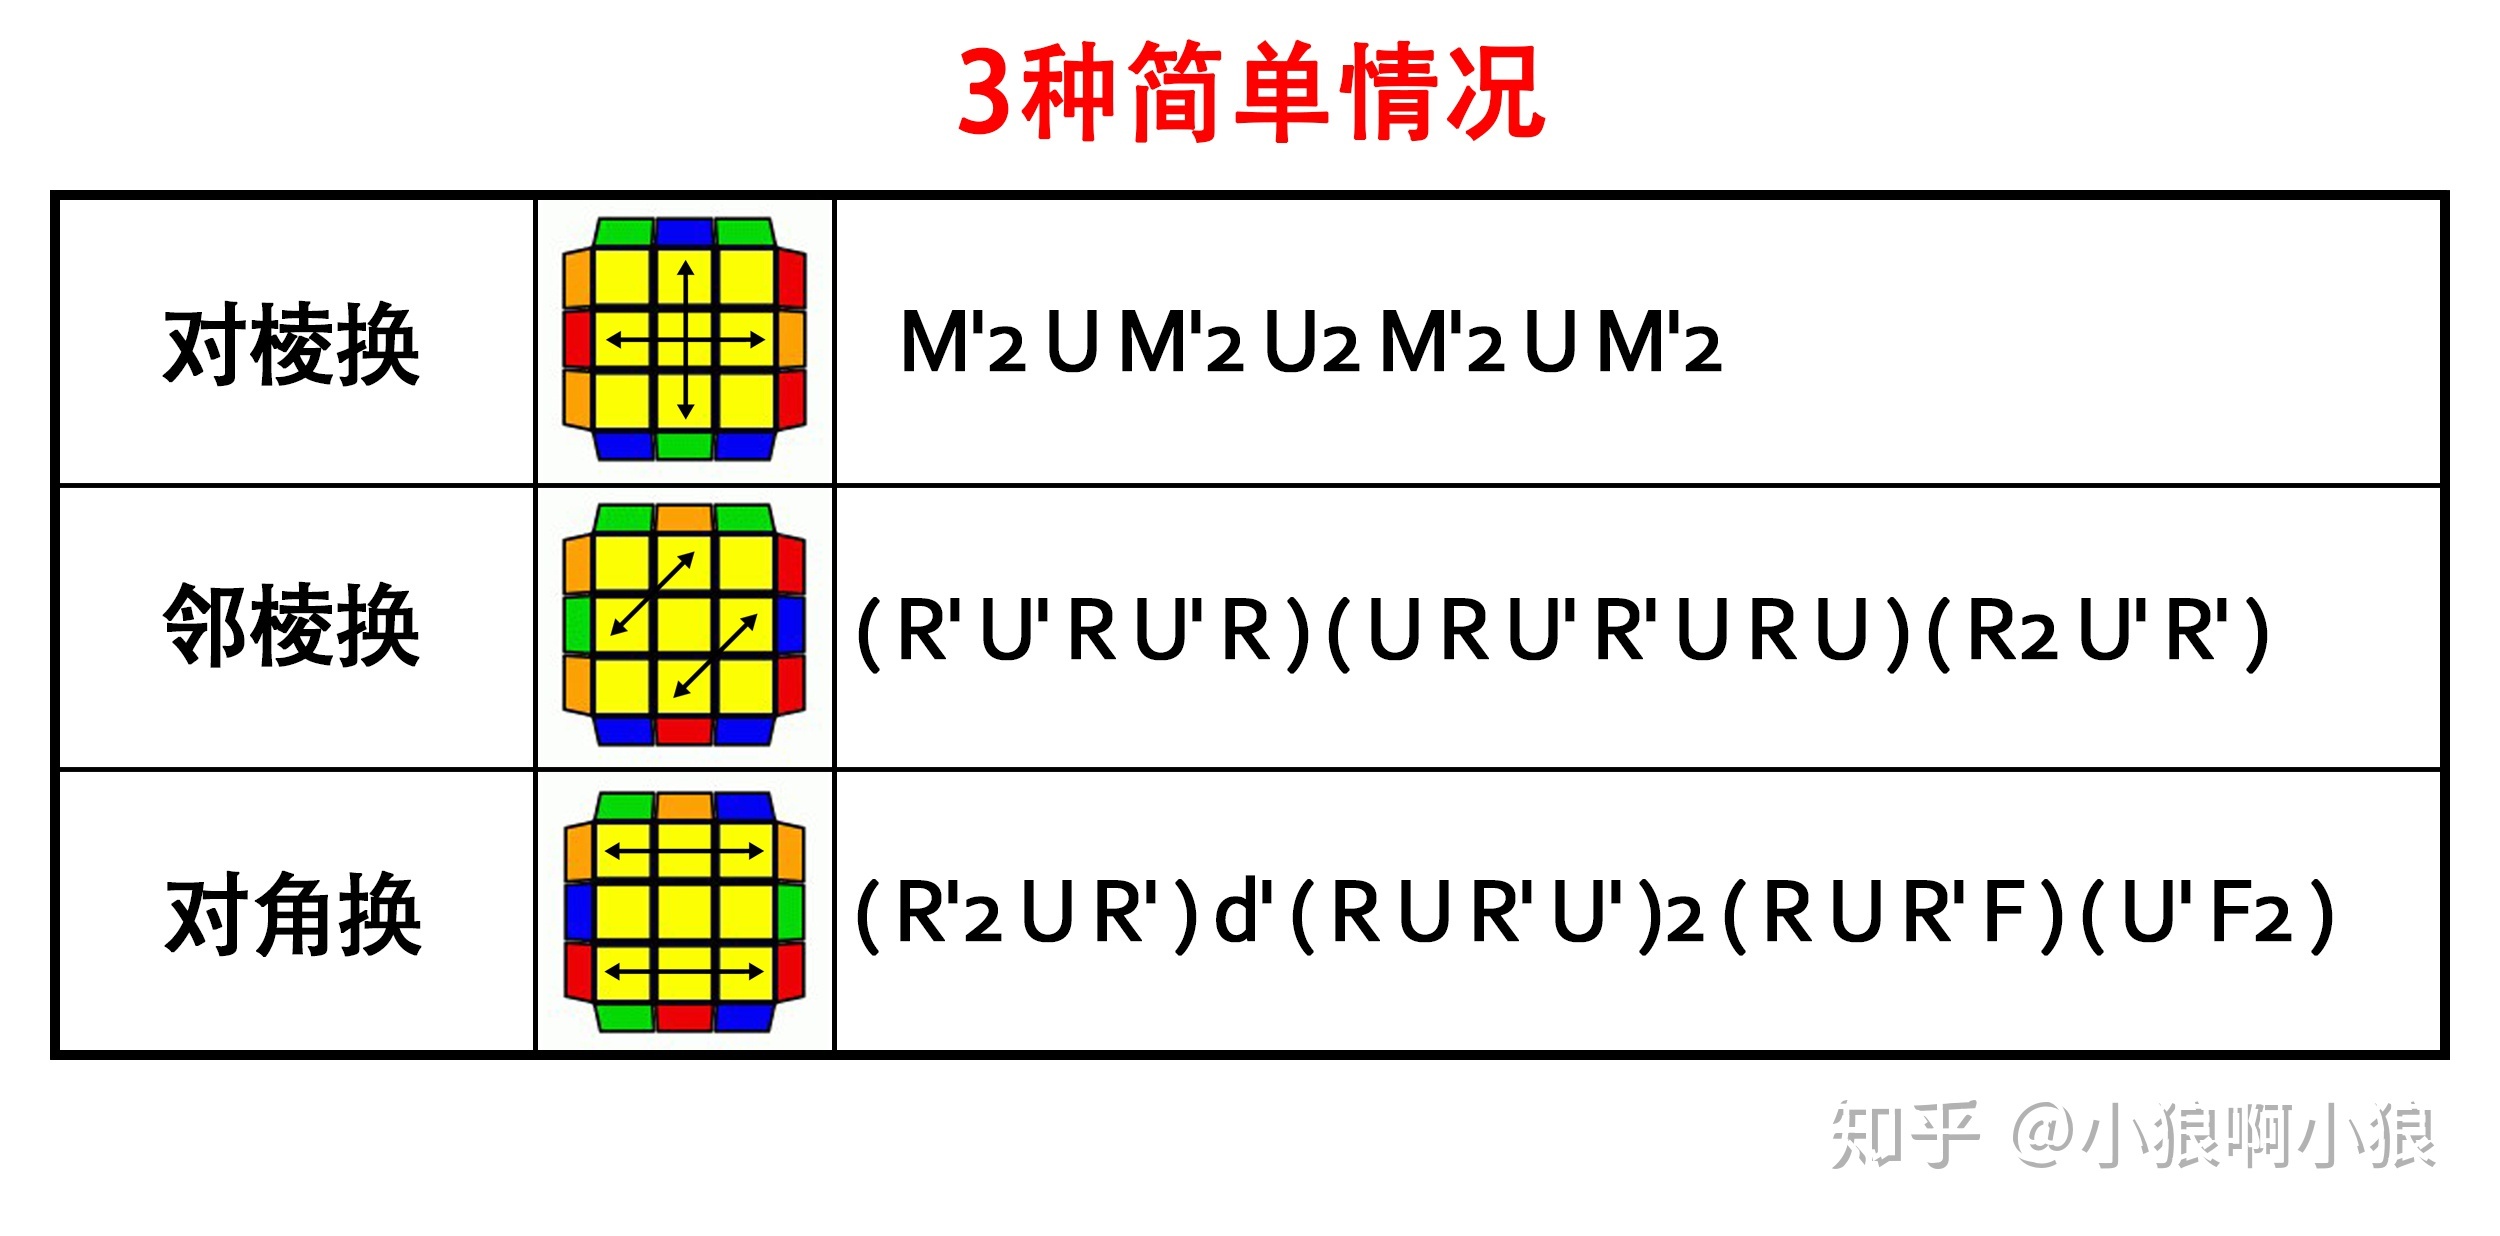 3种简单情况
对棱换
M'2 U M'2 U2 M'2 U M'2
邻棱换
(R' U' R U' R)(U R U' R' U R U)(R2 U' R')
对角换
(R'2 U R')d'(R U R' U')2(R U R' F)(U' F2)
知乎 @小狼啊小狼